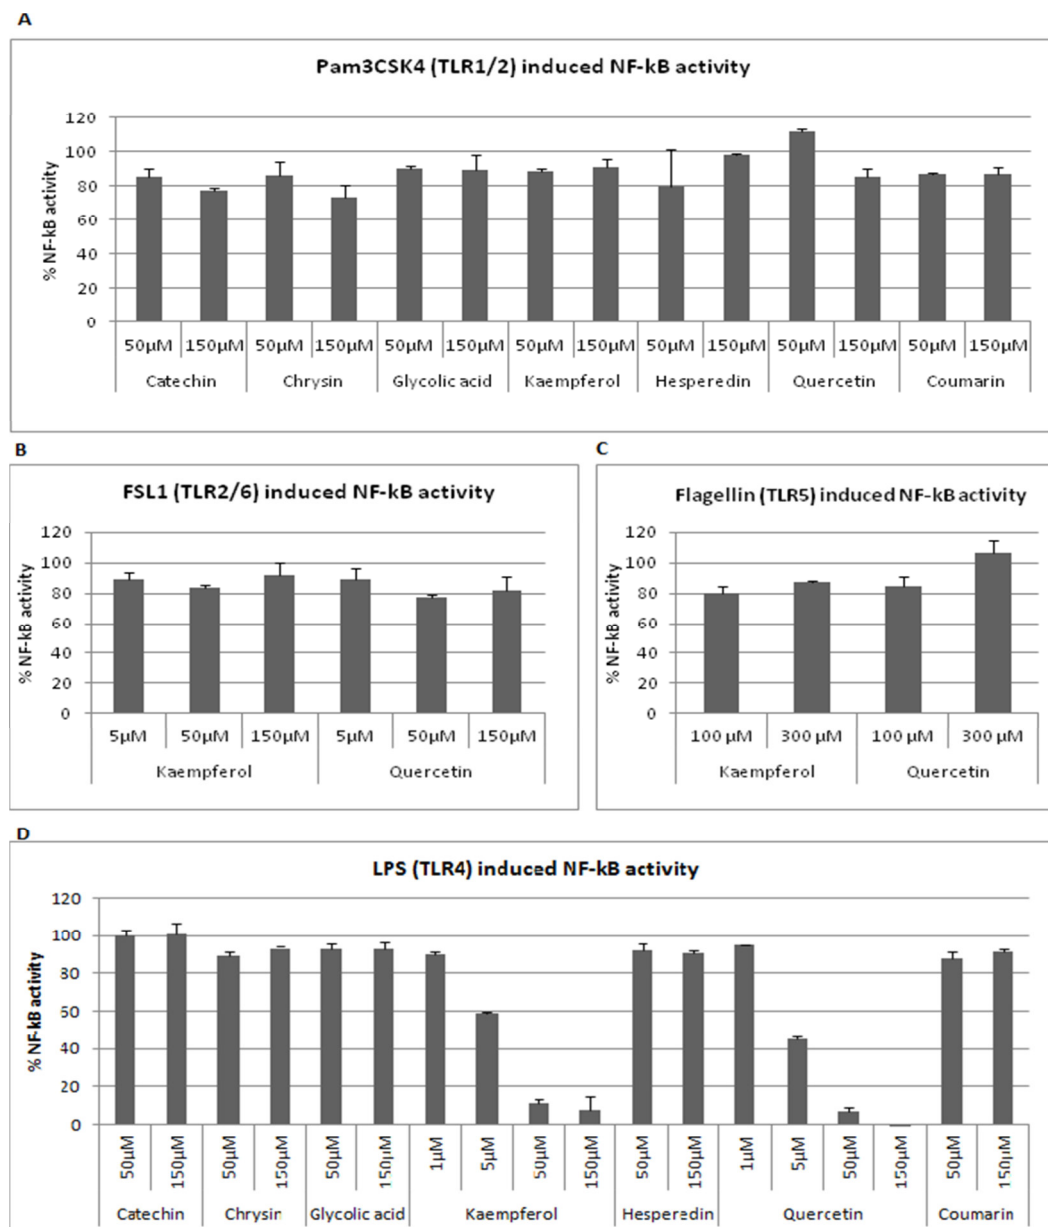 A
Pam3CSK4 (TLR1/2) induced NF-kB activity
% NF-kB activity
120
100
80
60
40
20
0
50µM 150µM 50µM 150µM 50µM 150µM 50µM 150µM 50µM 150µM 50µM 150µM 50µM 150µM
Catechin Chrysin Glycolic acid Kaempferol Hesperedin Quercetin Coumarin
B
FSL1 (TLR2/6) induced NF-kB activity
% NF-kB activity
120
100
80
60
40
20
0
5µM 50µM 150µM 5µM 50µM 150µM
Kaempferol Quercetin
C
Flagellin (TLR5) induced NF-kB activity
% NF-kB activity
120
100
80
60
40
20
0
100 µM 300 µM 100 µM 300 µM
Kaempferol Quercetin
D
LPS (TLR4) induced NF-kB activity
% NF-kB activity
120
100
80
60
40
20
0
50µM 150µM 50µM 150µM 50µM 150µM 1µM 5µM 50µM 150µM 50µM 150µM 1µM 5µM 50µM 150µM 50µM 150µM
Catechin Chrysin Glycolic acid Kaempferol Hesperedin Quercetin Coumarin